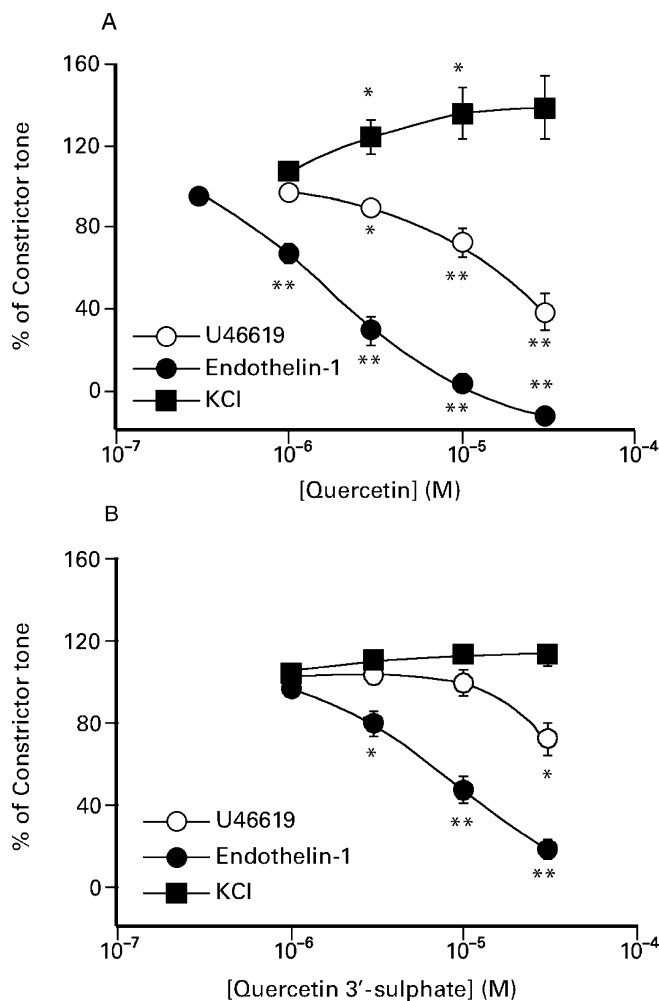 A
160
120
80
40
0
% of Constrictor tone
*
*
*
**
**
**
**
**
**
**
U46619
Endothelin-1
KCl
10⁻⁷
10⁻⁶
10⁻⁵
10⁻⁴
[Quercetin] (M)
B
160
120
80
40
0
% of Constrictor tone
*
*
**
**
U46619
Endothelin-1
KCl
10⁻⁷
10⁻⁶
10⁻⁵
10⁻⁴
[Quercetin 3′-sulphate] (M)